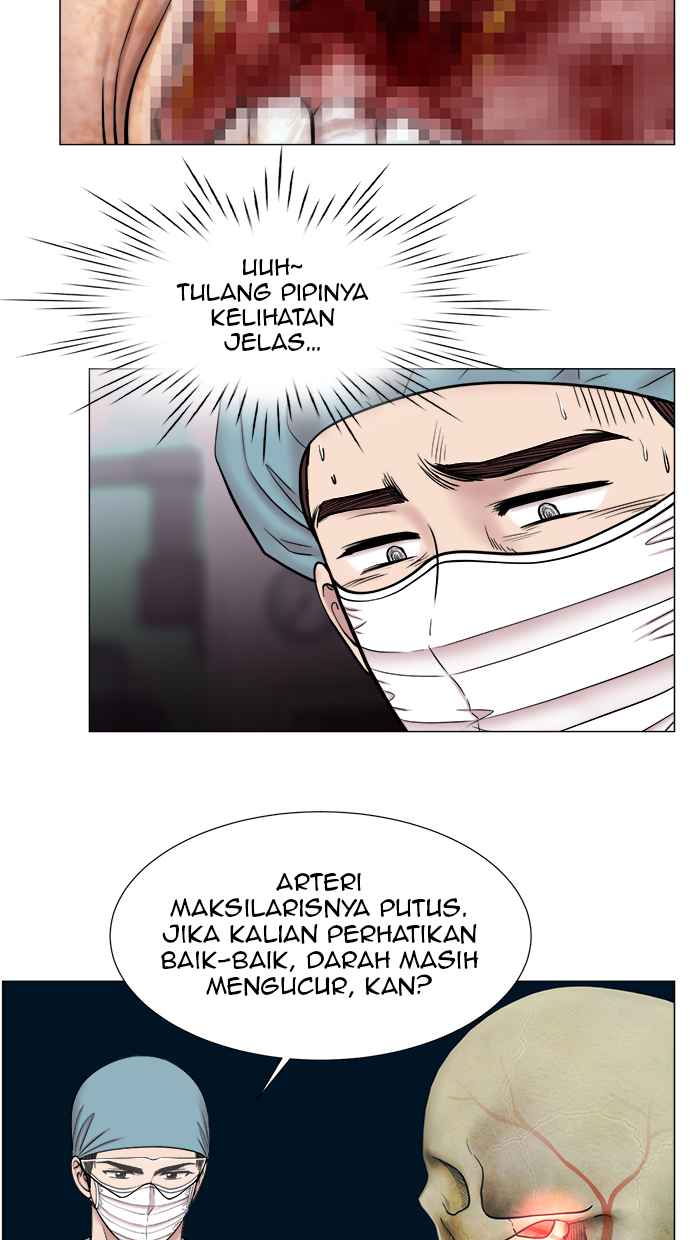 UUH~
TULANG PIPINYA
KELIHATAN
JELAS...
ARTERI
MAKSILARISNYA PUTUS.
JIKA KALIAN PERHATIKAN
BAIK-BAIK, DARAH MASIH
MENGUCUR, KAN?